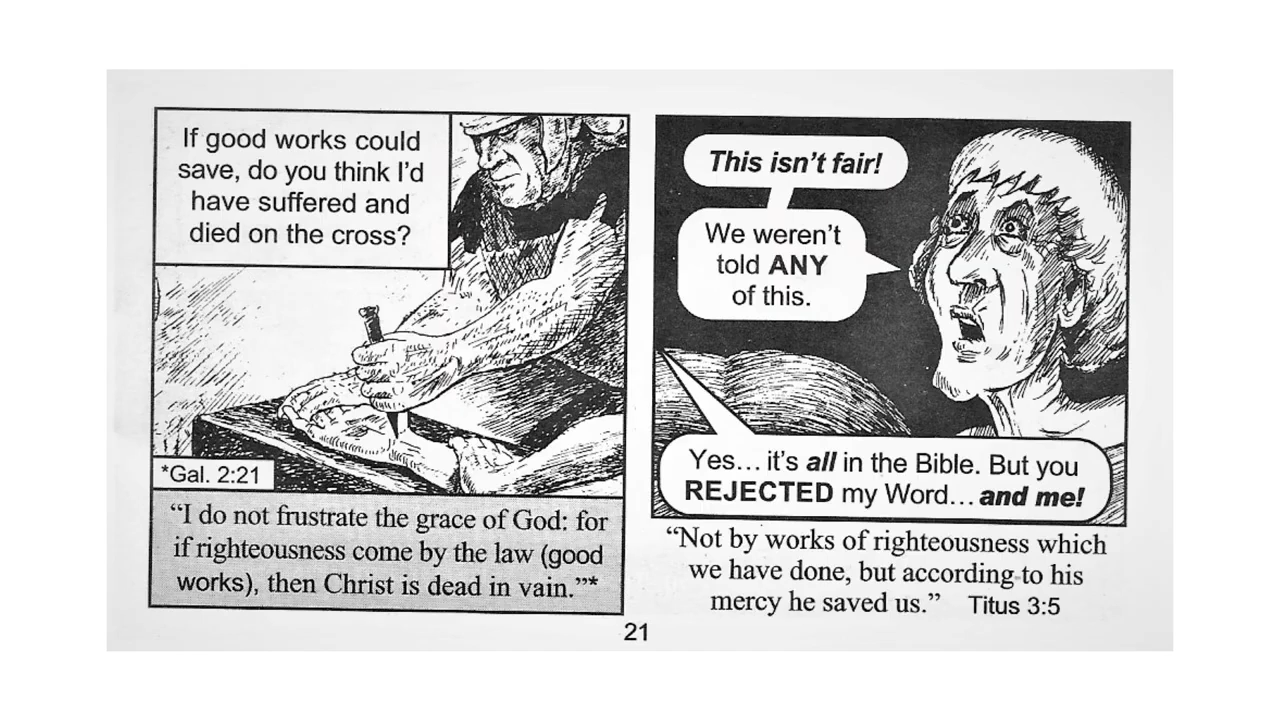 If good works could
save, do you think I'd
have suffered and
died on the cross?
*Gal. 2:21
“I do not frustrate the grace of God: for
if righteousness come by the law (good
works), then Christ is dead in vain.”*
This isn't fair!
We weren't
told ANY
of this.
Yes... it's all in the Bible. But you
REJECTED my Word... and me!
“Not by works of righteousness which
we have done, but according to his
mercy he saved us.” Titus 3:5
21